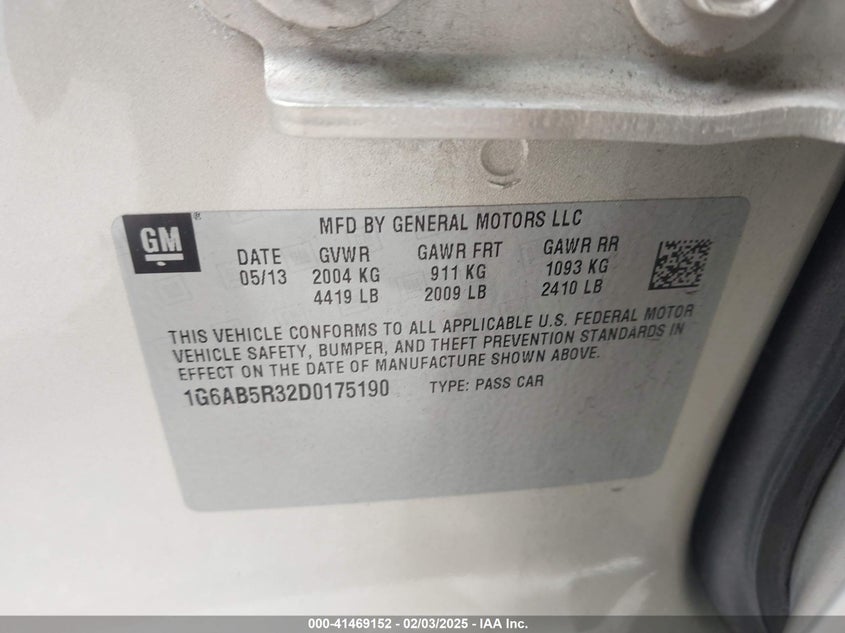 GM®
MFD BY GENERAL MOTORS LLC
DATE GVWR GAWR FRT GAWR RR
05/13 2004 KG 911 KG 1093 KG
4419 LB 2009 LB 2410 LB
THIS VEHICLE CONFORMS TO ALL APPLICABLE U.S. FEDERAL MOTOR
VEHICLE SAFETY, BUMPER, AND THEFT PREVENTION STANDARDS IN
EFFECT ON THE DATE OF MANUFACTURE SHOWN ABOVE.
1G6AB5R32D0175190 TYPE: PASS CAR
000-41469152 - 02/03/2025 - IAA Inc.